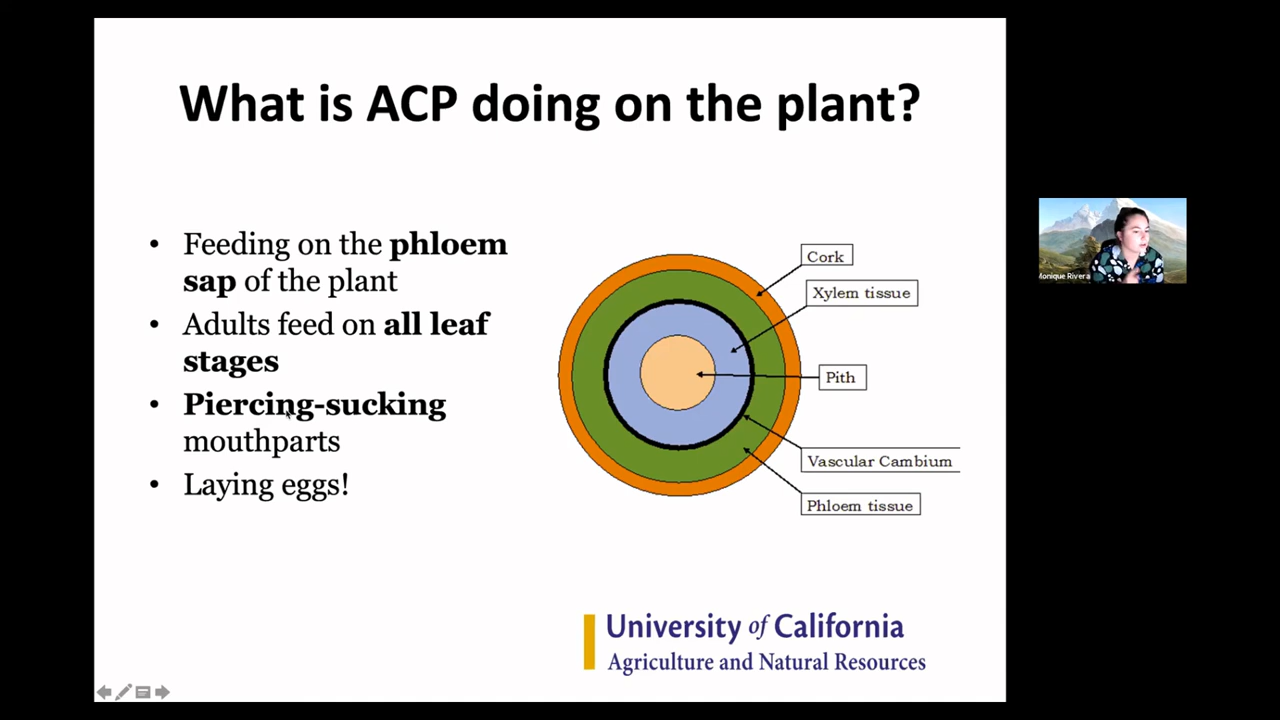 What is ACP doing on the plant?
• Feeding on the phloem
sap of the plant
• Adults feed on all leaf
stages
• Piercing-sucking
mouthparts
• Laying eggs!
Cork
Xylem tissue
Pith
Vascular Cambium
Phloem tissue
University of California
Agriculture and Natural Resources
Monique Rivera